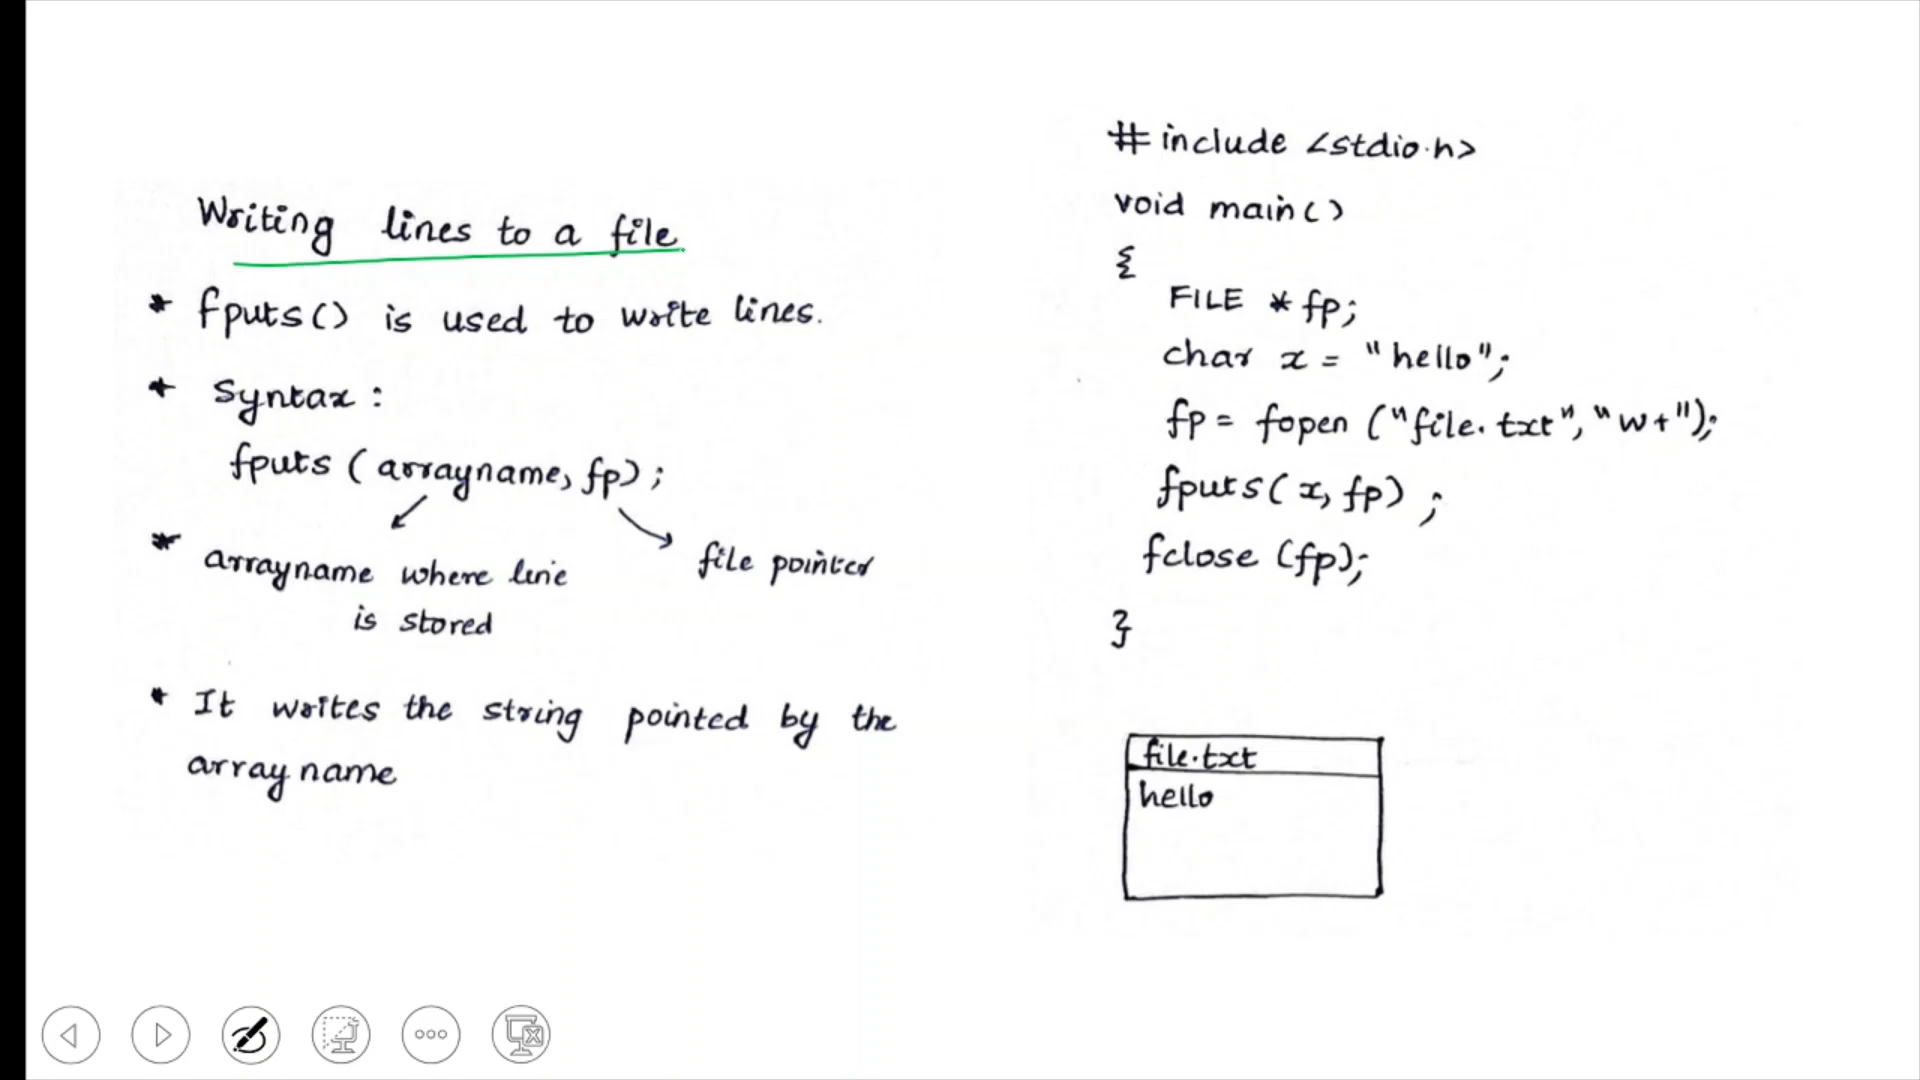 Writing lines to a file
* fputs() is used to write lines.
* Syntax :
fputs ( arrayname, fp) ;
* arrayname where line
is stored
file pointer
* It writes the string pointed by the
array name
# include <stdio.h>
void main()
{
FILE * fp;
char x = "hello";
fp = fopen ("file.txt", "w+");
fputs( x, fp) ;
fclose (fp);
}
file.txt
hello